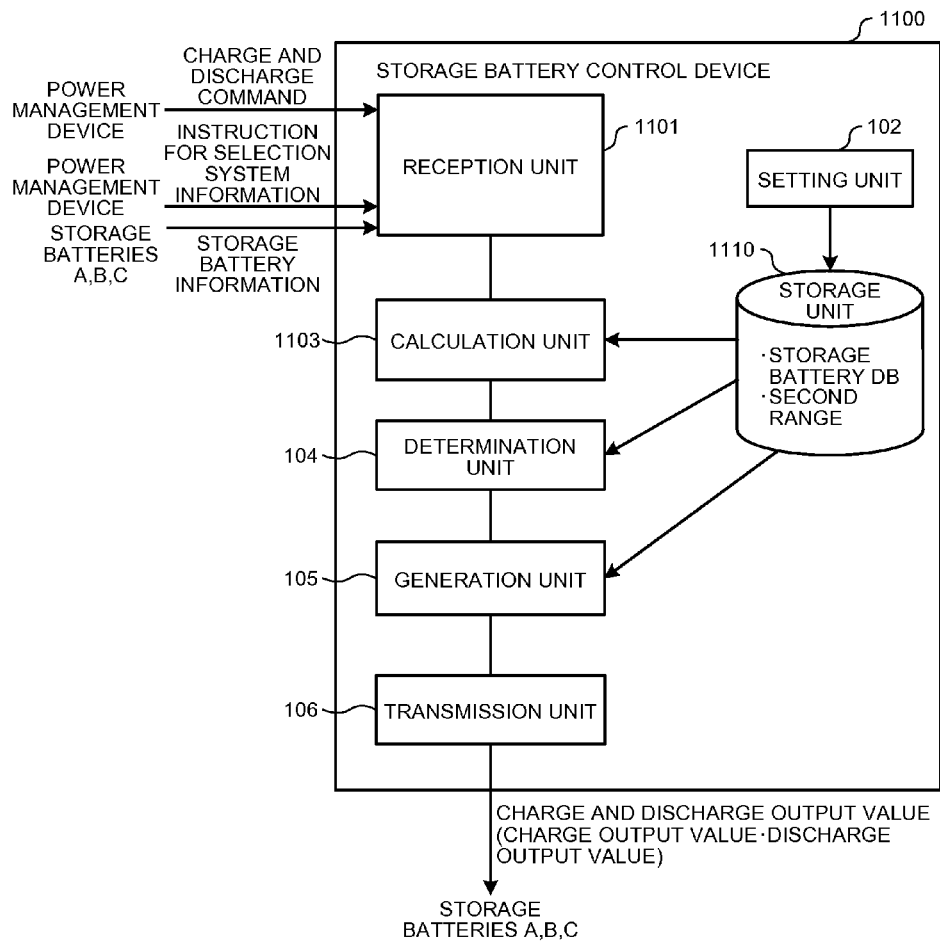 1100
CHARGE AND
DISCHARGE
COMMAND
STORAGE BATTERY CONTROL DEVICE
POWER
MANAGEMENT
DEVICE
1101
INSTRUCTION
FOR SELECTION
SYSTEM
INFORMATION
RECEPTION UNIT
102
SETTING UNIT
POWER
MANAGEMENT
DEVICE
STORAGE
BATTERIES
A,B,C
STORAGE
BATTERY
INFORMATION
1110
STORAGE
UNIT
・STORAGE
BATTERY DB
・SECOND
RANGE
1103
CALCULATION UNIT
104
DETERMINATION
UNIT
105
GENERATION UNIT
106
TRANSMISSION UNIT
CHARGE AND DISCHARGE OUTPUT VALUE
(CHARGE OUTPUT VALUE・DISCHARGE
OUTPUT VALUE)
STORAGE
BATTERIES A,B,C